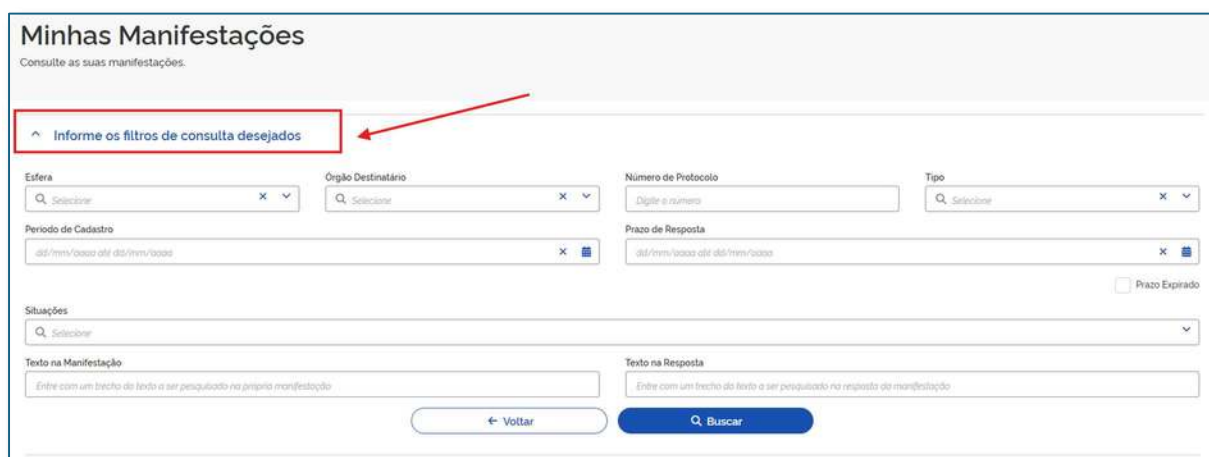 Minhas Manifestações
Consulte as suas manifestações.
Informe os filtros de consulta desejados
Esfera Órgão Destinatário Número de Protocolo Tipo
Selecione Selecione Digite o número Selecione
Período de Cadastro Prazo de Resposta
dd/mm/aaaa até dd/mm/aaaa dd/mm/aaaa até dd/mm/aaaa
Prazo Expirado
Situações
Selecione
Texto na Manifestação Texto na Resposta
Entre com um trecho do texto a ser pesquisado na própria manifestação Entre com um trecho do texto a ser pesquisado na resposta da manifestação
Voltar Buscar